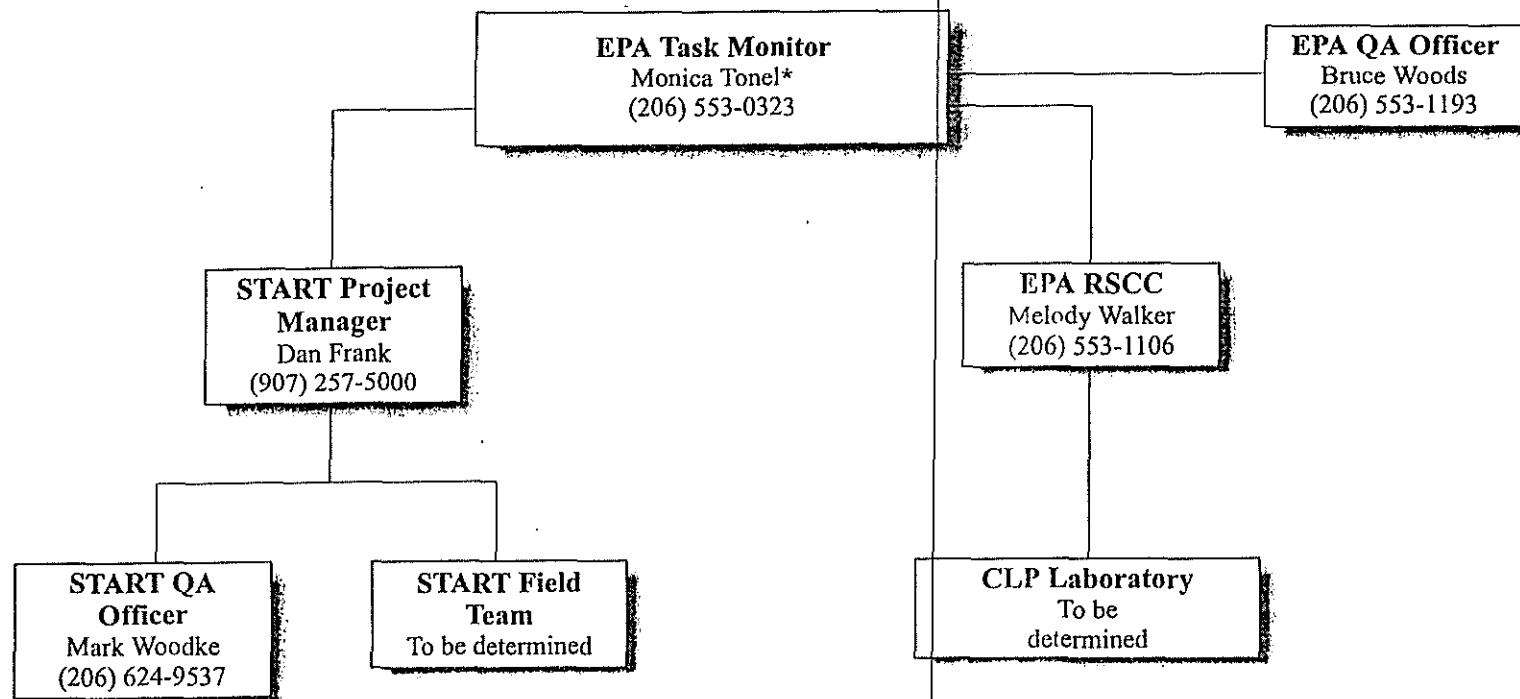 EPA Task Monitor
Monica Tonel*
(206) 553-0323
EPA QA Officer
Bruce Woods
(206) 553-1193
START Project
Manager
Dan Frank
(907) 257-5000
EPA RSCC
Melody Walker
(206) 553-1106
START QA
Officer
Mark Woodke
(206) 624-9537
START Field
Team
To be determined
CLP Laboratory
To be
determined